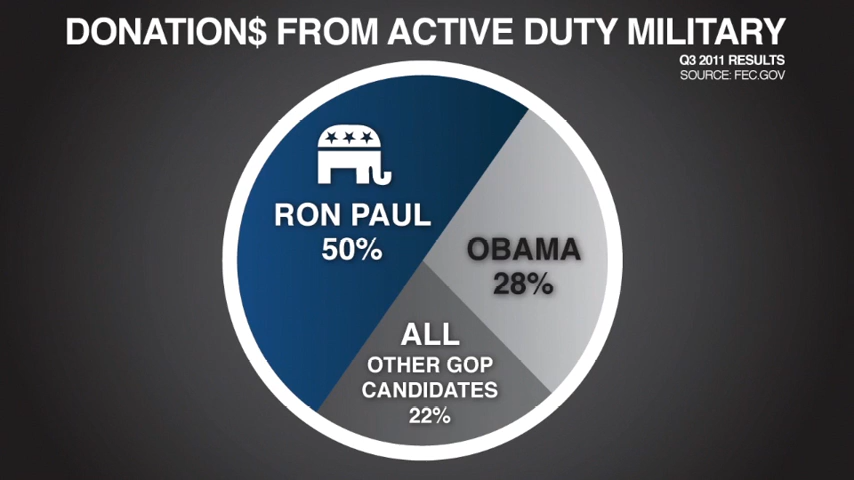 DONATION$ FROM ACTIVE DUTY MILITARY
Q3 2011 RESULTS
SOURCE: FEC.GOV
RON PAUL
50%
OBAMA
28%
ALL
OTHER GOP
CANDIDATES
22%